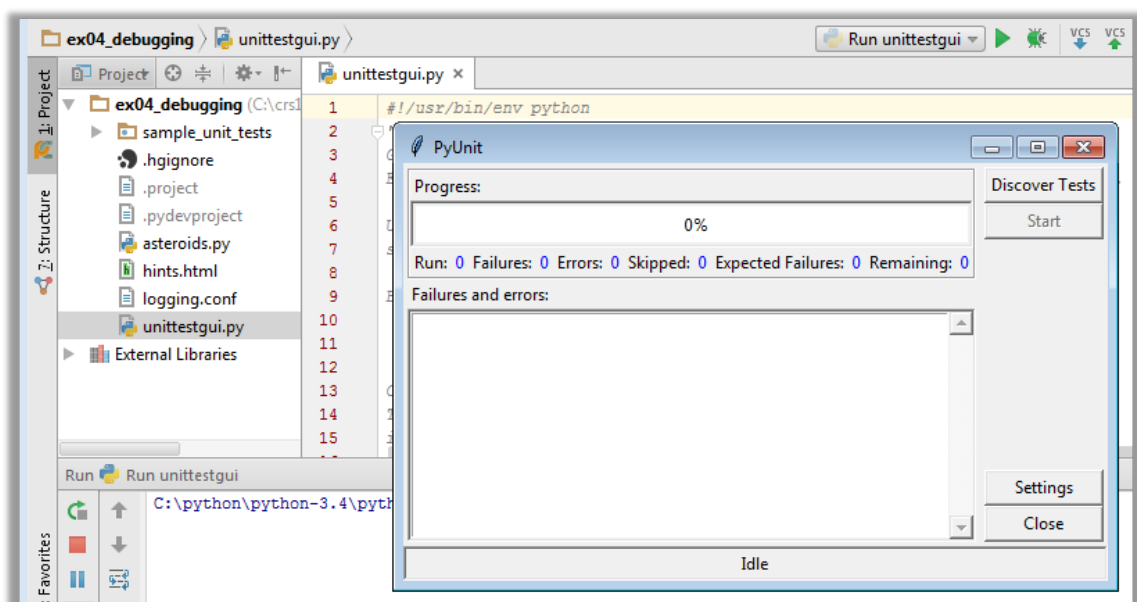 ex04_debugging unittestgui.py
Run unittestgui
VCS VCS
1: Project
Project
unittestgui.py ×
ex04_debugging (C:\crs1
sample_unit_tests
.hgignore
.project
.pydevproject
asteroids.py
hints.html
logging.conf
unittestgui.py
External Libraries
7: Structure
Favorites
1 #!/usr/bin/env python
2
3
4
5
6
7
8
9
10
11
12
13
14
15
PyUnit
Progress:
0%
Run: 0 Failures: 0 Errors: 0 Skipped: 0 Expected Failures: 0 Remaining: 0
Failures and errors:
Discover Tests
Start
Settings
Close
Idle
Run Run unittestgui
C:\python\python-3.4\pyth